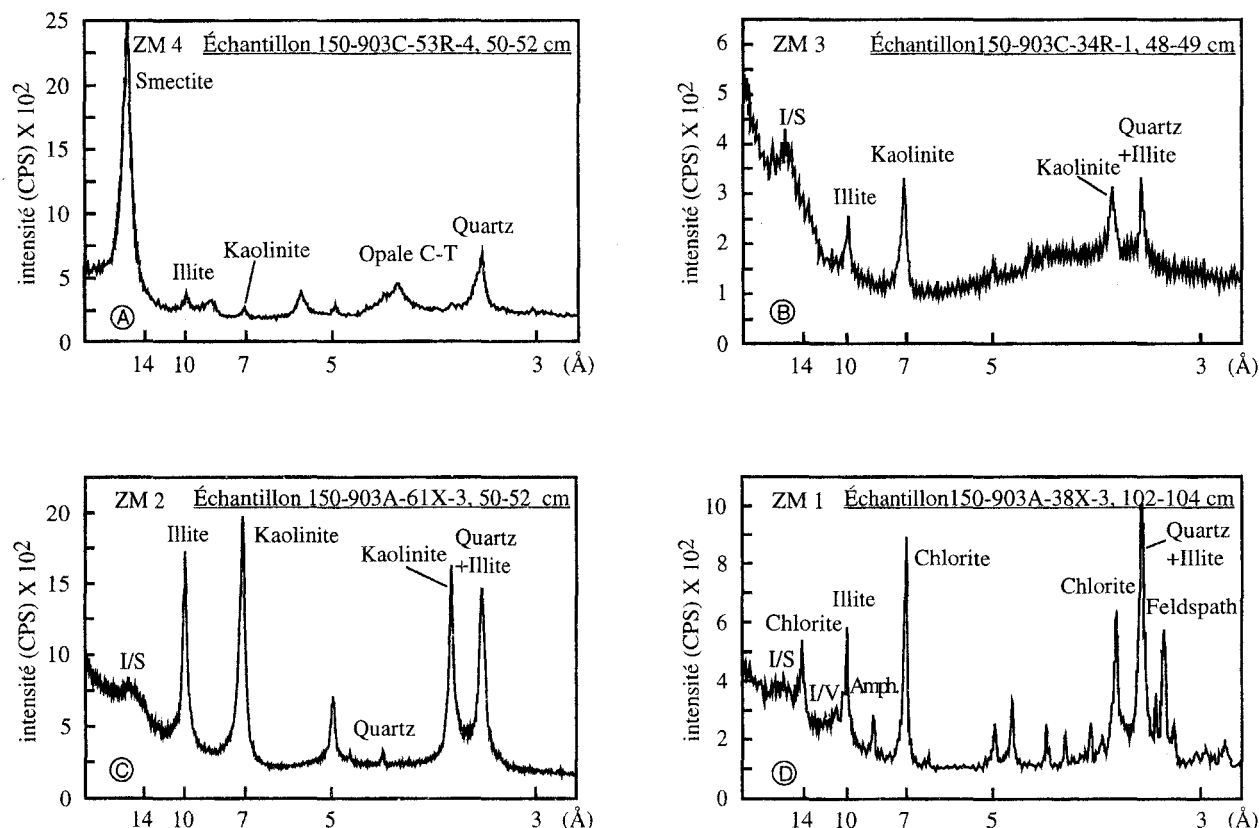 ZM 4 Échantillon 150-903C-53R-4, 50-52 cm
25
20
15
10
5
0
intensité (CPS) X 10²
Smectite
Illite
Kaolinite
Opale C-T
Quartz
A
14 10 7 5 3 (Å)
ZM 3 Échantillon150-903C-34R-1, 48-49 cm
6
5
4
3
2
1
0
intensité (CPS) X 10²
I/S
Illite
Kaolinite
Kaolinite
Quartz
+Illite
B
14 10 7 5 3 (Å)
ZM 2 Échantillon 150-903A-61X-3, 50-52 cm
20
15
10
5
0
intensité (CPS) X 10²
I/S
Illite
Kaolinite
Quartz
Kaolinite
Quartz
+Illite
C
14 10 7 5 3 (Å)
ZM 1 Échantillon150-903A-38X-3, 102-104 cm
10
8
6
4
2
0
intensité (CPS) X 10²
I/S
Chlorite
I/V
Illite
Amph.
Chlorite
Chlorite
Quartz
+Illite
Feldspath
D
14 10 7 5 3 (Å)